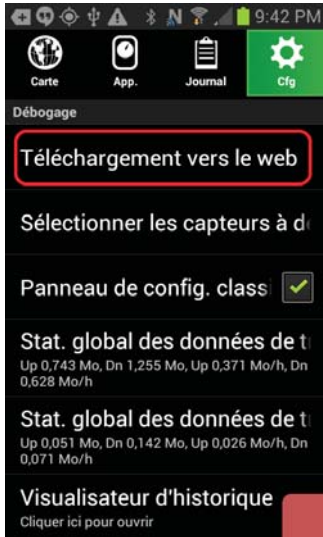 9:42 PM
Carte
App.
Journal
Cfg
Débogage
Téléchargement vers le web
Sélectionner les capteurs à d
Panneau de config. class
Stat. global des données de t
Up 0,743 Mo, Dn 1,255 Mo, Up 0,371 Mo/h, Dn
0,628 Mo/h
Stat. global des données de t
Up 0,051 Mo, Dn 0,142 Mo, Up 0,026 Mo/h, Dn
0,071 Mo/h
Visualisateur d'historique
Cliquer ici pour ouvrir